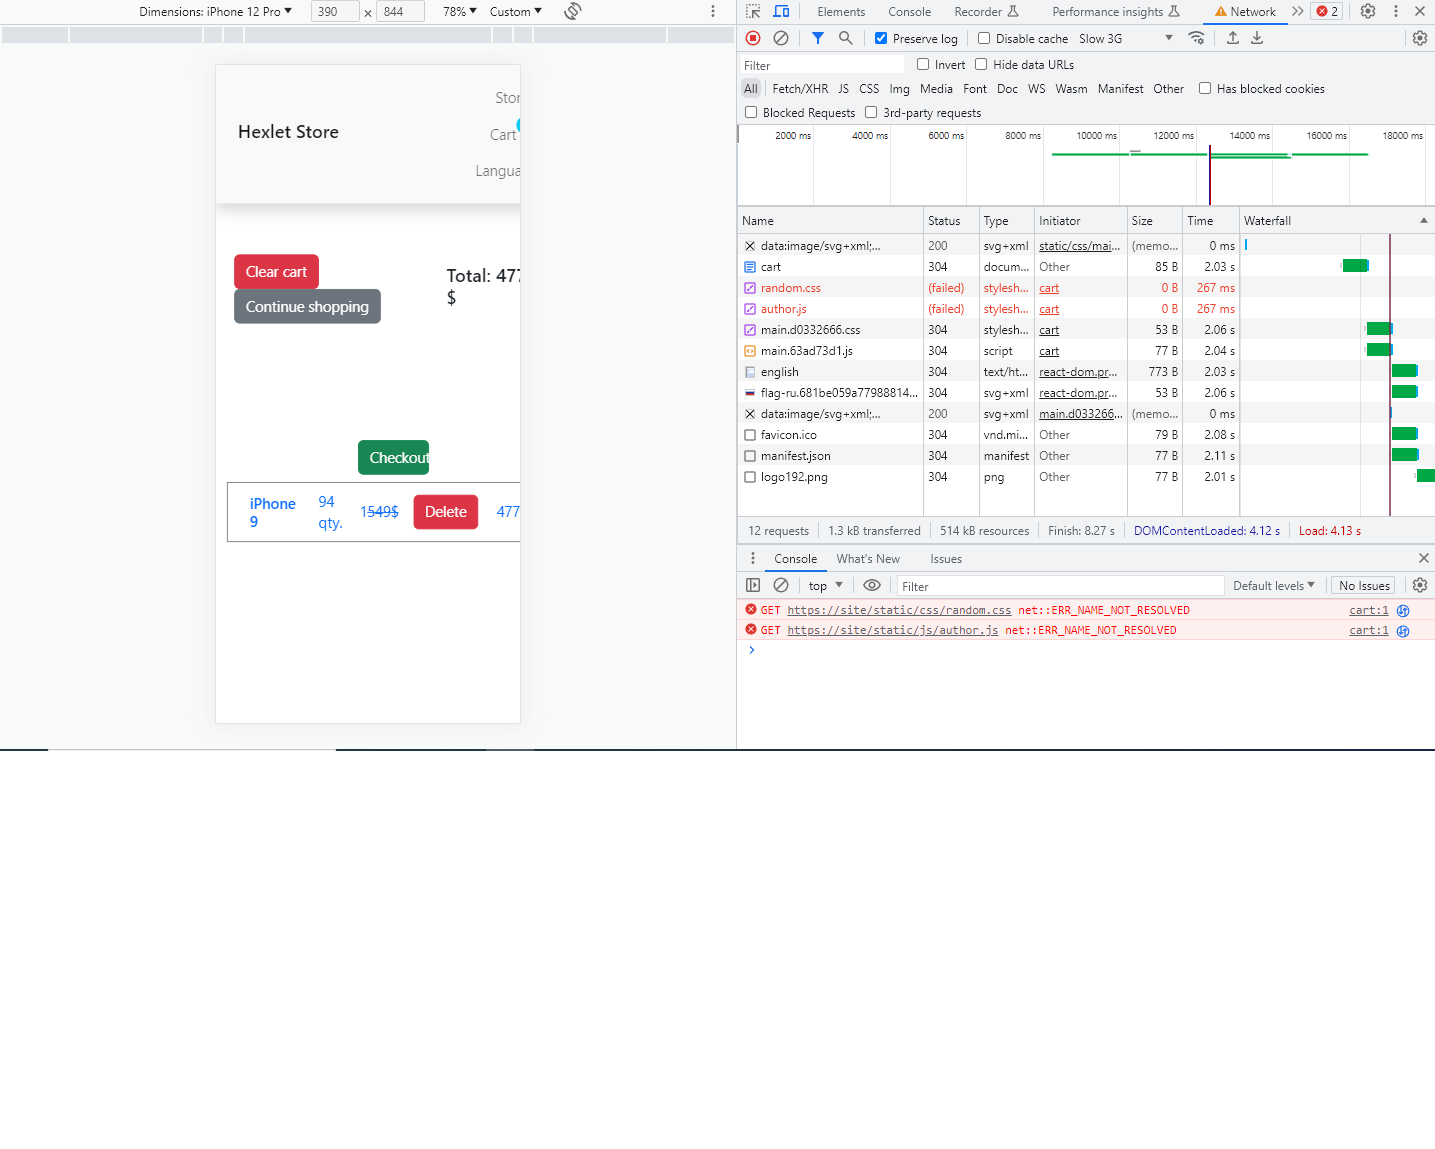 Dimensions: iPhone 12 Pro 390 × 844 78% Custom
Hexlet Store
Stor
Cart
Langua
Clear cart
Continue shopping
Total: 477
$
Checkout
iPhone 9 94 qty. 1549$ Delete 477
Elements Console Recorder Performance insights Network 2
Preserve log Disable cache Slow 3G
Filter Invert Hide data URLs
All Fetch/XHR JS CSS Img Media Font Doc WS Wasm Manifest Other Has blocked cookies
Blocked Requests 3rd-party requests
2000 ms 4000 ms 6000 ms 8000 ms 10000 ms 12000 ms 14000 ms 16000 ms 18000 ms
Name Status Type Initiator Size Time Waterfall
data:image/svg+xml;... 200 svg+xml static/css/mai... (memo... 0 ms
cart 304 docum... Other 85 B 2.03 s
random.css (failed) stylesh... cart 0 B 267 ms
author.js (failed) stylesh... cart 0 B 267 ms
main.d0332666.css 304 stylesh... cart 53 B 2.06 s
main.63ad73d1.js 304 script cart 77 B 2.04 s
english 304 text/ht... react-dom.pr... 773 B 2.03 s
flag-ru.681be059a77988814... 304 svg+xml react-dom.pr... 53 B 2.06 s
data:image/svg+xml;... 200 svg+xml main.d033266... (memo... 0 ms
favicon.ico 304 vnd.mi... Other 79 B 2.08 s
manifest.json 304 manifest Other 77 B 2.11 s
logo192.png 304 png Other 77 B 2.01 s
12 requests 1.3 kB transferred 514 kB resources Finish: 8.27 s DOMContentLoaded: 4.12 s Load: 4.13 s
Console What's New Issues
top Filter Default levels No Issues
GET https://site/static/css/random.css net::ERR_NAME_NOT_RESOLVED cart:1
GET https://site/static/js/author.js net::ERR_NAME_NOT_RESOLVED cart:1